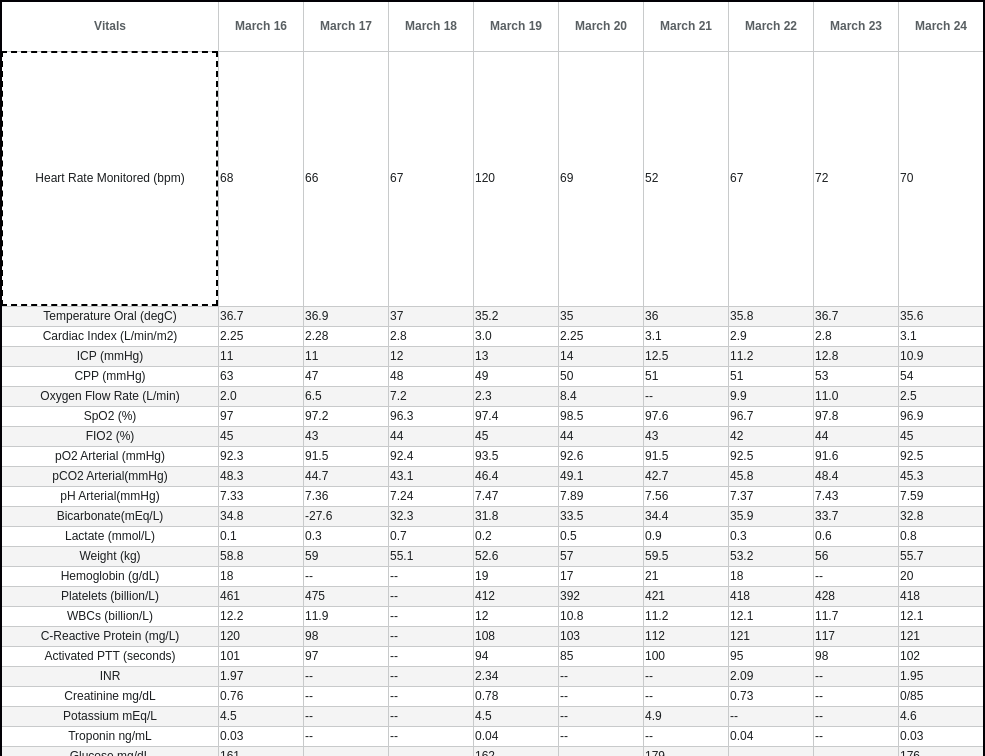 Vitals March 16 March 17 March 18 March 19 March 20 March 21 March 22 March 23 March 24
Heart Rate Monitored (bpm) 68 66 67 120 69 52 67 72 70
Temperature Oral (degC) 36.7 36.9 37 35.2 35 36 35.8 36.7 35.6
Cardiac Index (L/min/m2) 2.25 2.28 2.8 3.0 2.25 3.1 2.9 2.8 3.1
ICP (mmHg) 11 11 12 13 14 12.5 11.2 12.8 10.9
CPP (mmHg) 63 47 48 49 50 51 51 53 54
Oxygen Flow Rate (L/min) 2.0 6.5 7.2 2.3 8.4 -- 9.9 11.0 2.5
SpO2 (%) 97 97.2 96.3 97.4 98.5 97.6 96.7 97.8 96.9
FIO2 (%) 45 43 44 45 44 43 42 44 45
pO2 Arterial (mmHg) 92.3 91.5 92.4 93.5 92.6 91.5 92.5 91.6 92.5
pCO2 Arterial(mmHg) 48.3 44.7 43.1 46.4 49.1 42.7 45.8 48.4 45.3
pH Arterial(mmHg) 7.33 7.36 7.24 7.47 7.89 7.56 7.37 7.43 7.59
Bicarbonate(mEq/L) 34.8 -27.6 32.3 31.8 33.5 34.4 35.9 33.7 32.8
Lactate (mmol/L) 0.1 0.3 0.7 0.2 0.5 0.9 0.3 0.6 0.8
Weight (kg) 58.8 59 55.1 52.6 57 59.5 53.2 56 55.7
Hemoglobin (g/dL) 18 -- -- 19 17 21 18 -- 20
Platelets (billion/L) 461 475 -- 412 392 421 418 428 418
WBCs (billion/L) 12.2 11.9 -- 12 10.8 11.2 12.1 11.7 12.1
C-Reactive Protein (mg/L) 120 98 -- 108 103 112 121 117 121
Activated PTT (seconds) 101 97 -- 94 85 100 95 98 102
INR 1.97 -- -- 2.34 -- -- 2.09 -- 1.95
Creatinine mg/dL 0.76 -- -- 0.78 -- -- 0.73 -- 0/85
Potassium mEq/L 4.5 -- -- 4.5 -- 4.9 -- -- 4.6
Troponin ng/mL 0.03 -- -- 0.04 -- -- 0.04 -- 0.03
Glucose mg/dL 161 162 179 176